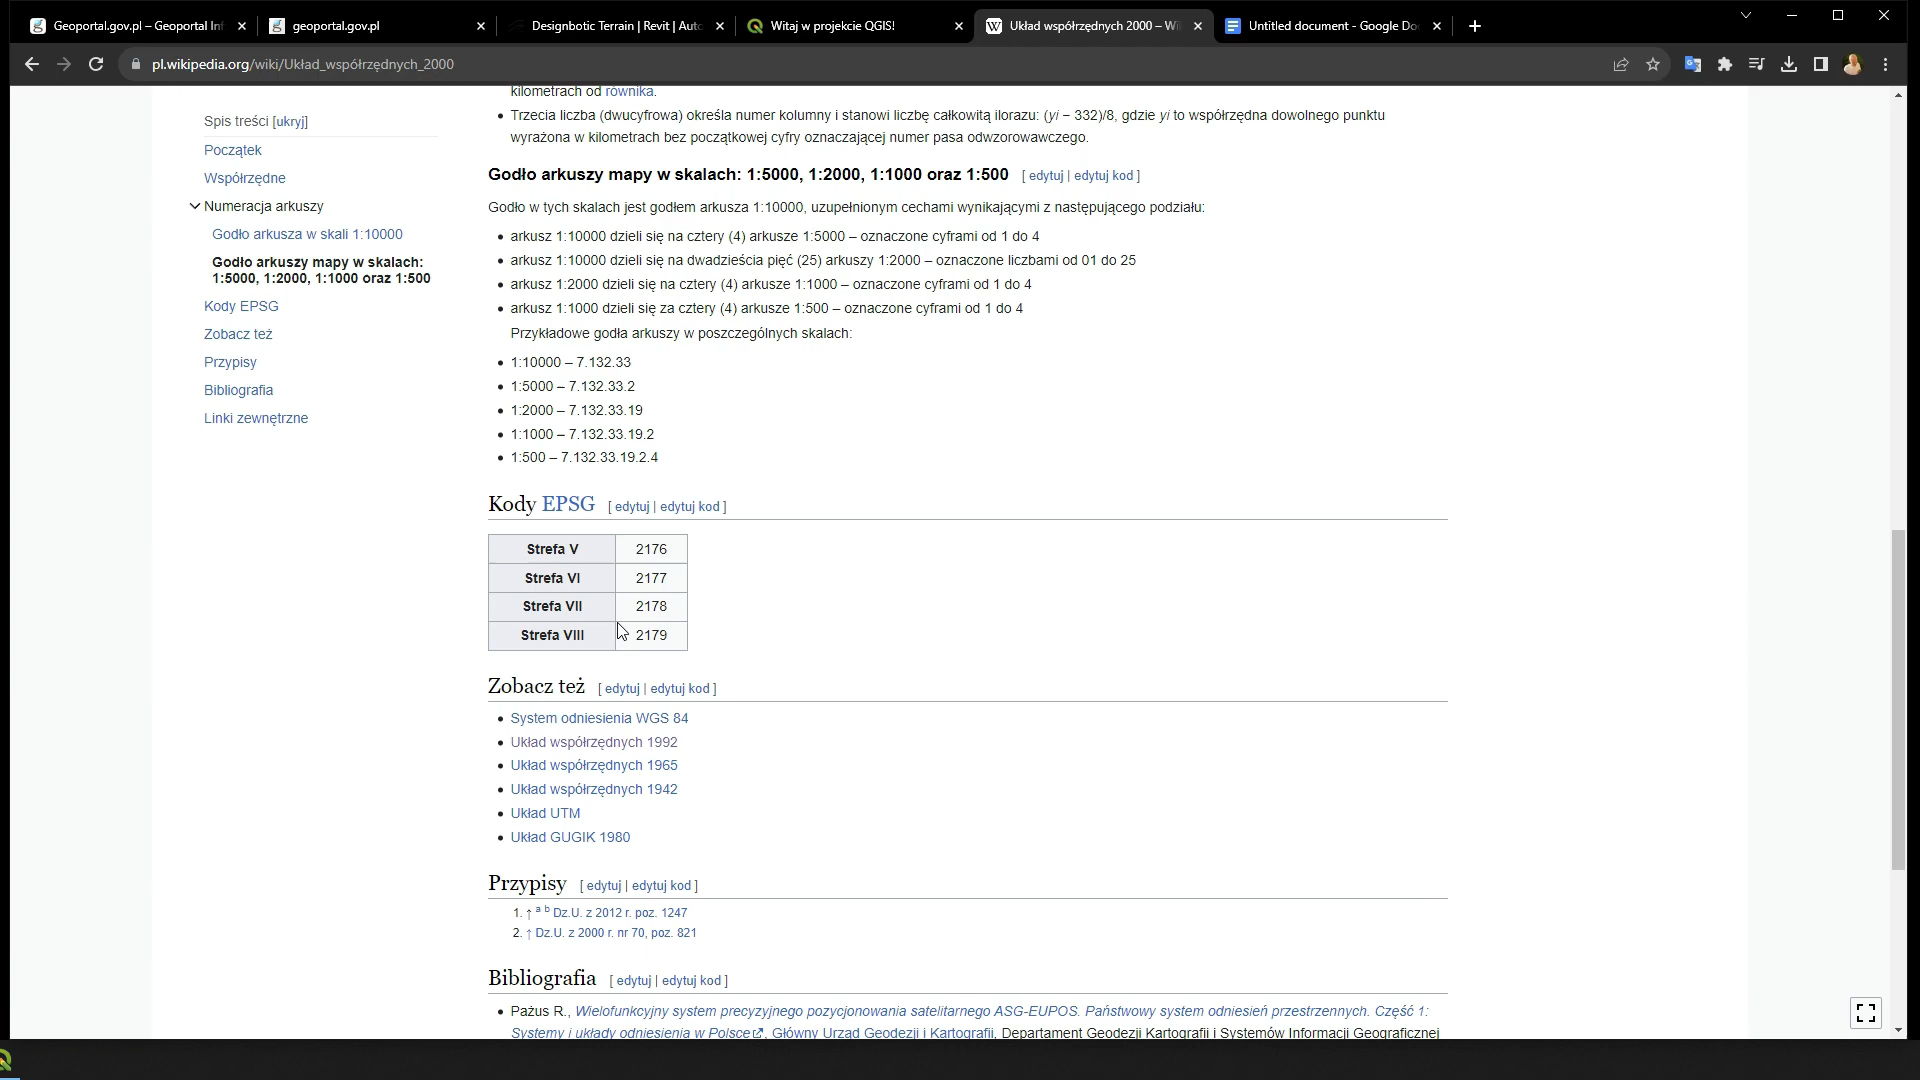 Geoportal.gov.pl – Geoportal Inf
geoportal.gov.pl
Designbotic Terrain | Revit | Auto
Witaj w projekcie QGIS!
Układ współrzędnych 2000 – Wi
Untitled document - Google Do
pl.wikipedia.org/wiki/Układ_współrzędnych_2000
Spis treści [ukryj]
Początek
Współrzędne
Numeracja arkuszy
Godło arkusza w skali 1:10000
Godło arkuszy mapy w skalach:
1:5000, 1:2000, 1:1000 oraz 1:500
Kody EPSG
Zobacz też
Przypisy
Bibliografia
Linki zewnętrzne
kilometrach od równika.
• Trzecia liczba (dwucyfrowa) określa numer kolumny i stanowi liczbę całkowitą ilorazu: (yi − 332)/8, gdzie yi to współrzędna dowolnego punktu
wyrażona w kilometrach bez początkowej cyfry oznaczającej numer pasa odwzorowawczego.
Godło arkuszy mapy w skalach: 1:5000, 1:2000, 1:1000 oraz 1:500 [ edytuj | edytuj kod ]
Godło w tych skalach jest godłem arkusza 1:10000, uzupełnionym cechami wynikającymi z następującego podziału:
• arkusz 1:10000 dzieli się na cztery (4) arkusze 1:5000 – oznaczone cyframi od 1 do 4
• arkusz 1:10000 dzieli się na dwadzieścia pięć (25) arkuszy 1:2000 – oznaczone liczbami od 01 do 25
• arkusz 1:2000 dzieli się na cztery (4) arkusze 1:1000 – oznaczone cyframi od 1 do 4
• arkusz 1:1000 dzieli się za cztery (4) arkusze 1:500 – oznaczone cyframi od 1 do 4
Przykładowe godła arkuszy w poszczególnych skalach:
• 1:10000 – 7.132.33
• 1:5000 – 7.132.33.2
• 1:2000 – 7.132.33.19
• 1:1000 – 7.132.33.19.2
• 1:500 – 7.132.33.19.2.4
Kody EPSG [ edytuj | edytuj kod ]
Strefa V 2176
Strefa VI 2177
Strefa VII 2178
Strefa VIII 2179
Zobacz też [ edytuj | edytuj kod ]
• System odniesienia WGS 84
• Układ współrzędnych 1992
• Układ współrzędnych 1965
• Układ współrzędnych 1942
• Układ UTM
• Układ GUGIK 1980
Przypisy [ edytuj | edytuj kod ]
1. ↑ a b Dz.U. z 2012 r. poz. 1247
2. ↑ Dz.U. z 2000 r. nr 70, poz. 821
Bibliografia [ edytuj | edytuj kod ]
• Pażus R., Wielofunkcyjny system precyzyjnego pozycjonowania satelitarnego ASG-EUPOS. Państwowy system odniesień przestrzennych. Część 1:
Systemy i układy odniesienia w Polsce, Główny Urząd Geodezji i Kartografii, Departament Geodezji Kartografii i Systemów Informacji Geograficznej